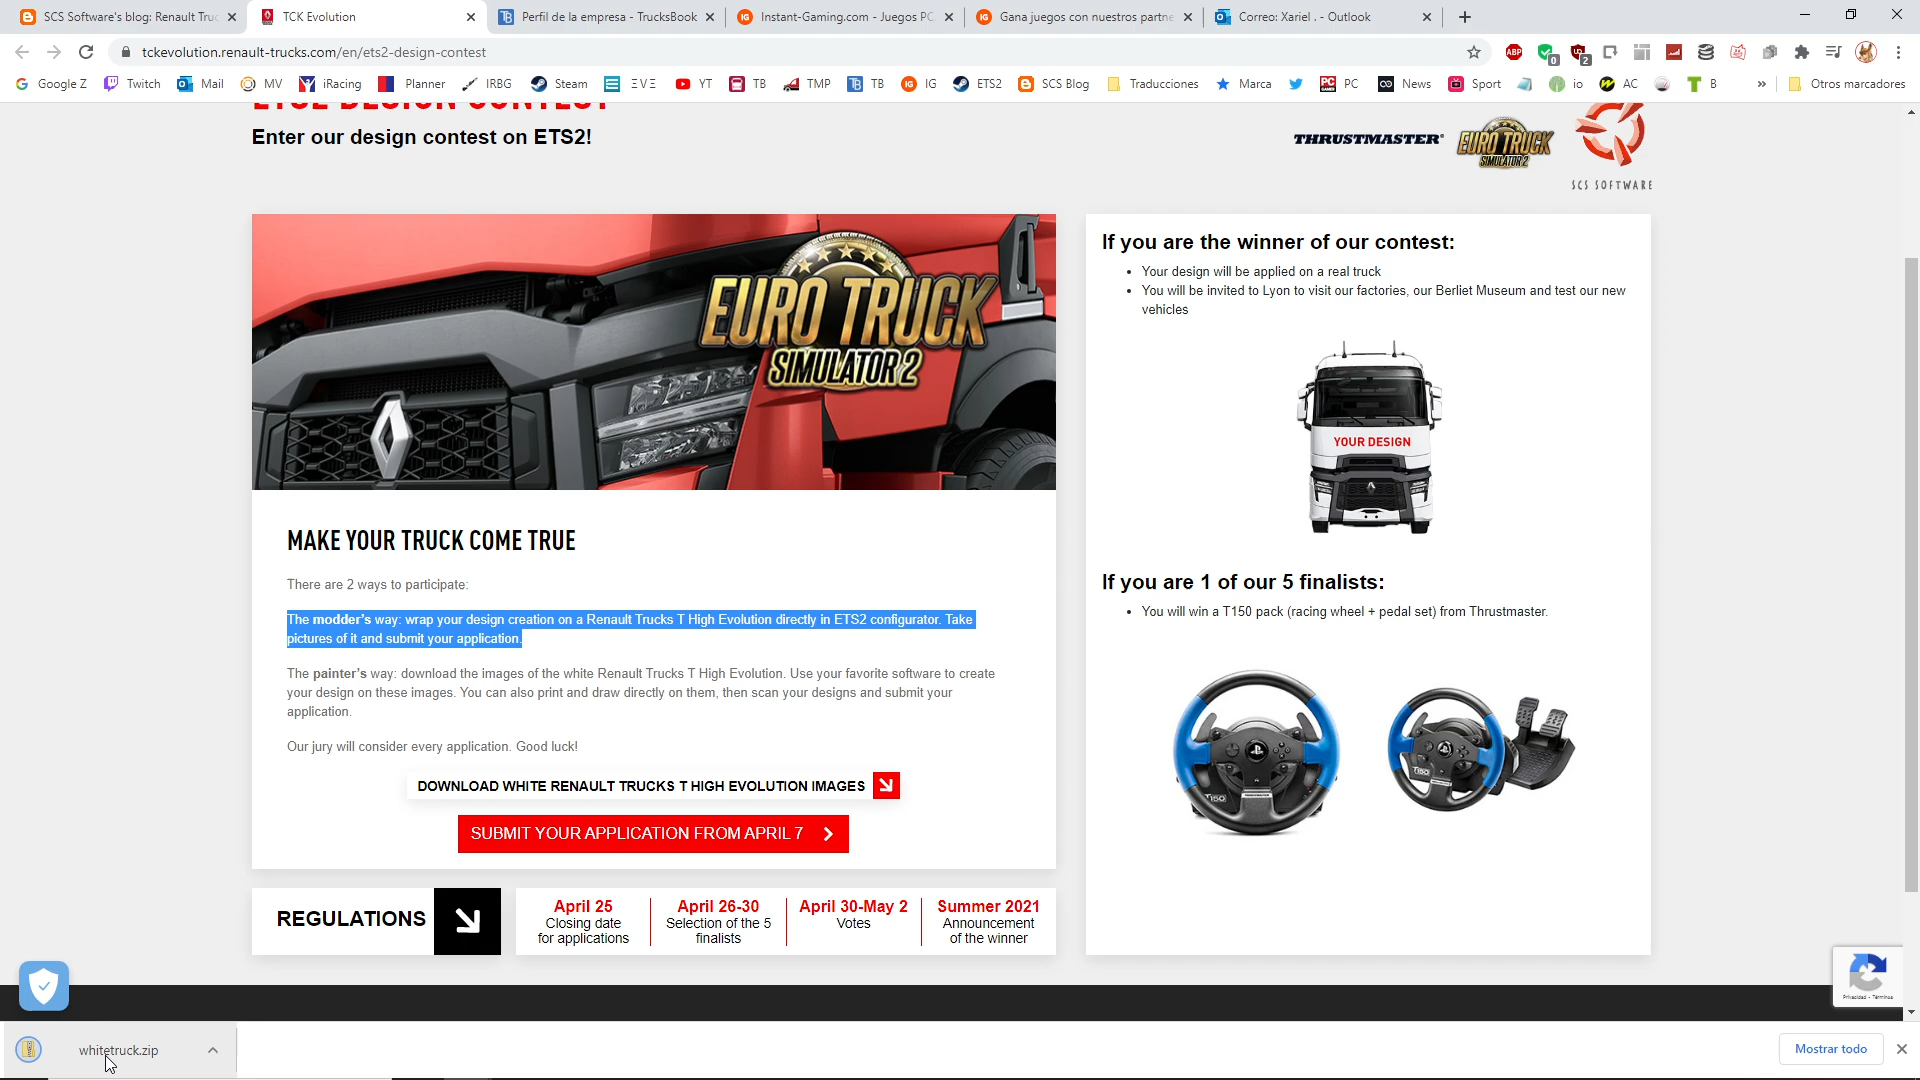 SCS Software's blog: Renault Truc
TCK Evolution
Perfil de la empresa - TrucksBook
Instant-Gaming.com - Juegos PC
Gana juegos con nuestros partne
Correo: Xariel . - Outlook
tckevolution.renault-trucks.com/en/ets2-design-contest
ABP
0
2
Google Z
Twitch
Mail
MV
iRacing
Planner
IRBG
Steam
EVE
YT
TB
TMP
TB
IG
ETS2
SCS Blog
Traducciones
Marca
PC
News
Sport
io
AC
B
»
Otros marcadores
ETS2 DESIGN CONTEST
Enter our design contest on ETS2!
THRUSTMASTER
EURO TRUCK
SIMULATOR 2
SCS SOFTWARE
EURO TRUCK
SIMULATOR 2
MAKE YOUR TRUCK COME TRUE
There are 2 ways to participate:
The modder's way: wrap your design creation on a Renault Trucks T High Evolution directly in ETS2 configurator. Take
pictures of it and submit your application.
The painter's way: download the images of the white Renault Trucks T High Evolution. Use your favorite software to create
your design on these images. You can also print and draw directly on them, then scan your designs and submit your
application.
Our jury will consider every application. Good luck!
DOWNLOAD WHITE RENAULT TRUCKS T HIGH EVOLUTION IMAGES
SUBMIT YOUR APPLICATION FROM APRIL 7
REGULATIONS
April 25
Closing date
for applications
April 26-30
Selection of the 5
finalists
April 30-May 2
Votes
Summer 2021
Announcement
of the winner
If you are the winner of our contest:
• Your design will be applied on a real truck
• You will be invited to Lyon to visit our factories, our Berliet Museum and test our new
vehicles
YOUR DESIGN
If you are 1 of our 5 finalists:
• You will win a T150 pack (racing wheel + pedal set) from Thrustmaster.
T150
THRUSTMASTER
T150
Privacidad - Términos
whitetruck.zip
Mostrar todo